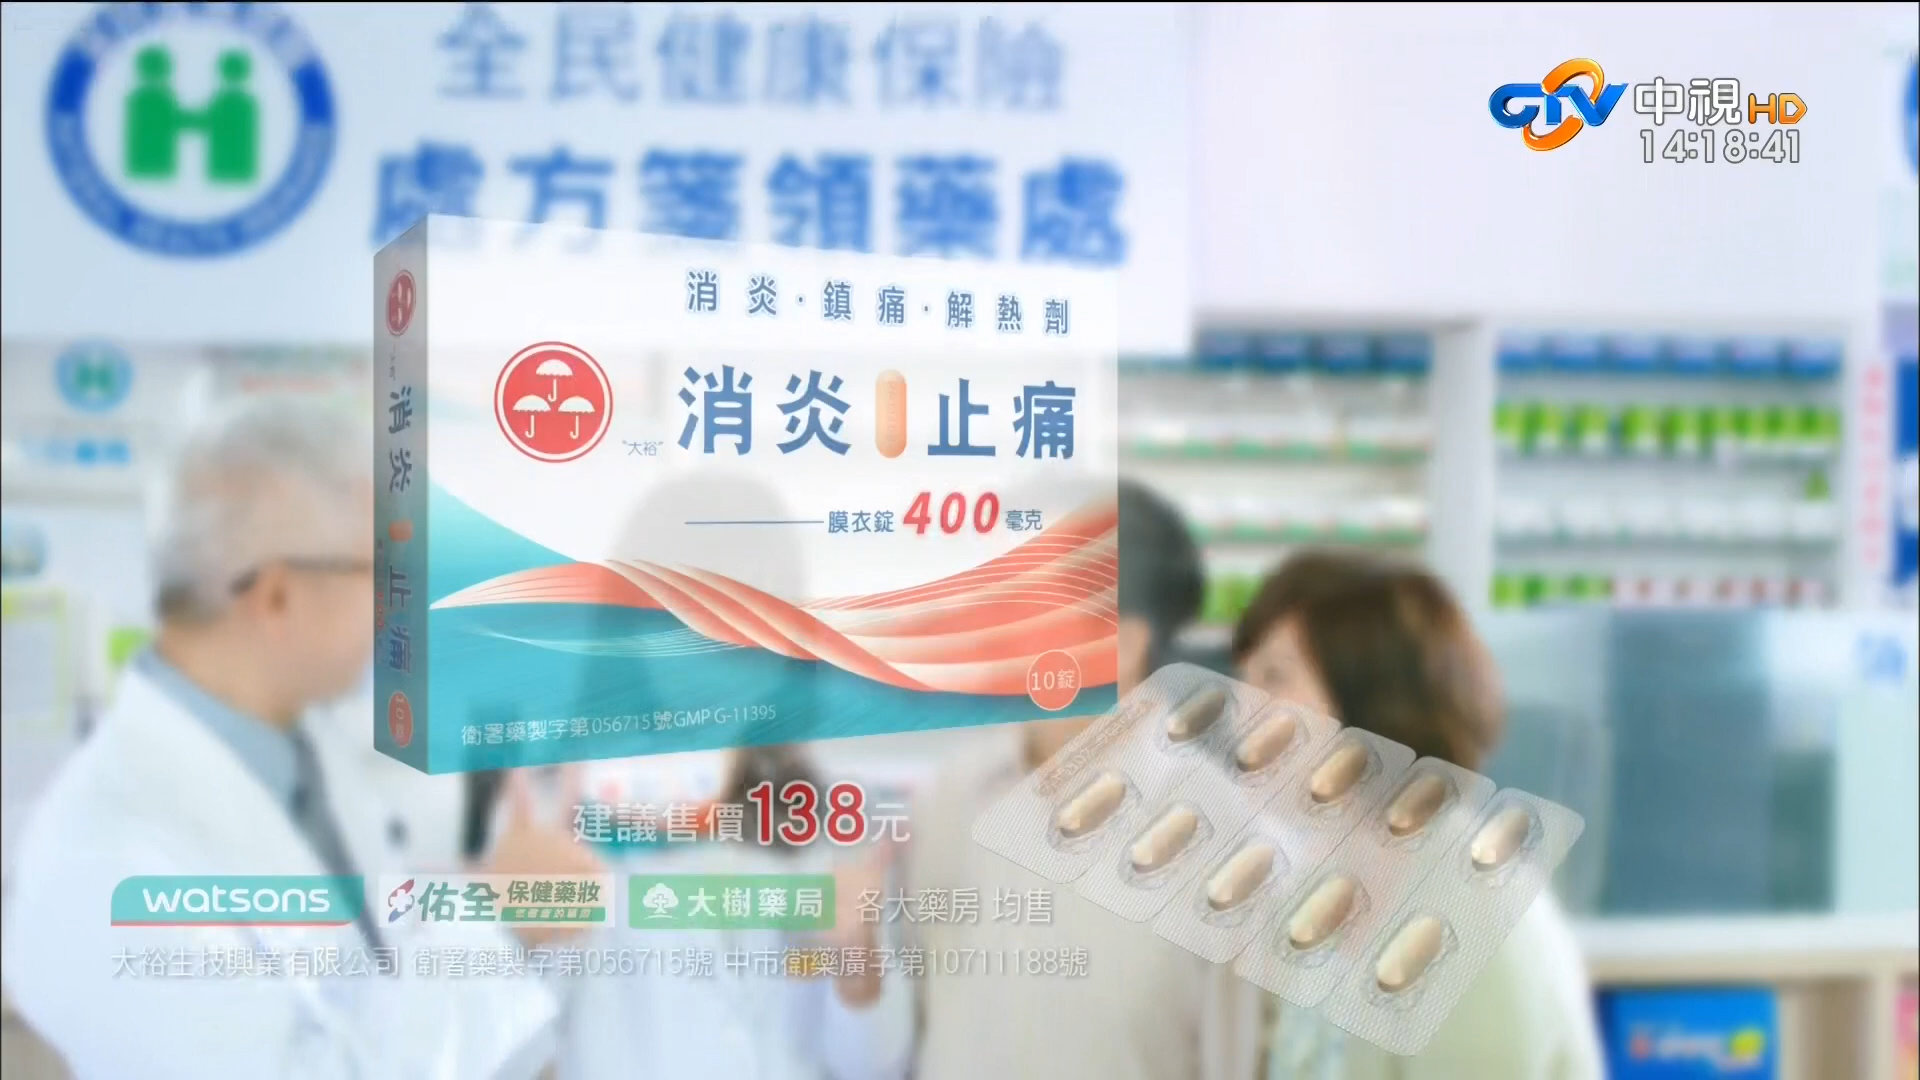 全民健康保險
處方箋領藥處
CTV 中視 HD
14:18:41
消炎·鎮痛·解熱劑
"大裕" 消炎止痛
膜衣錠 400 毫克
10錠
衛署藥製字第056715號GMP G-11395
消炎止痛
建議售價138元
watsons
佑全 保健藥妝
大樹藥局
各大藥房 均售
大裕生技興業有限公司 衛署藥製字第056715號 中市衛藥廣字第10711188號